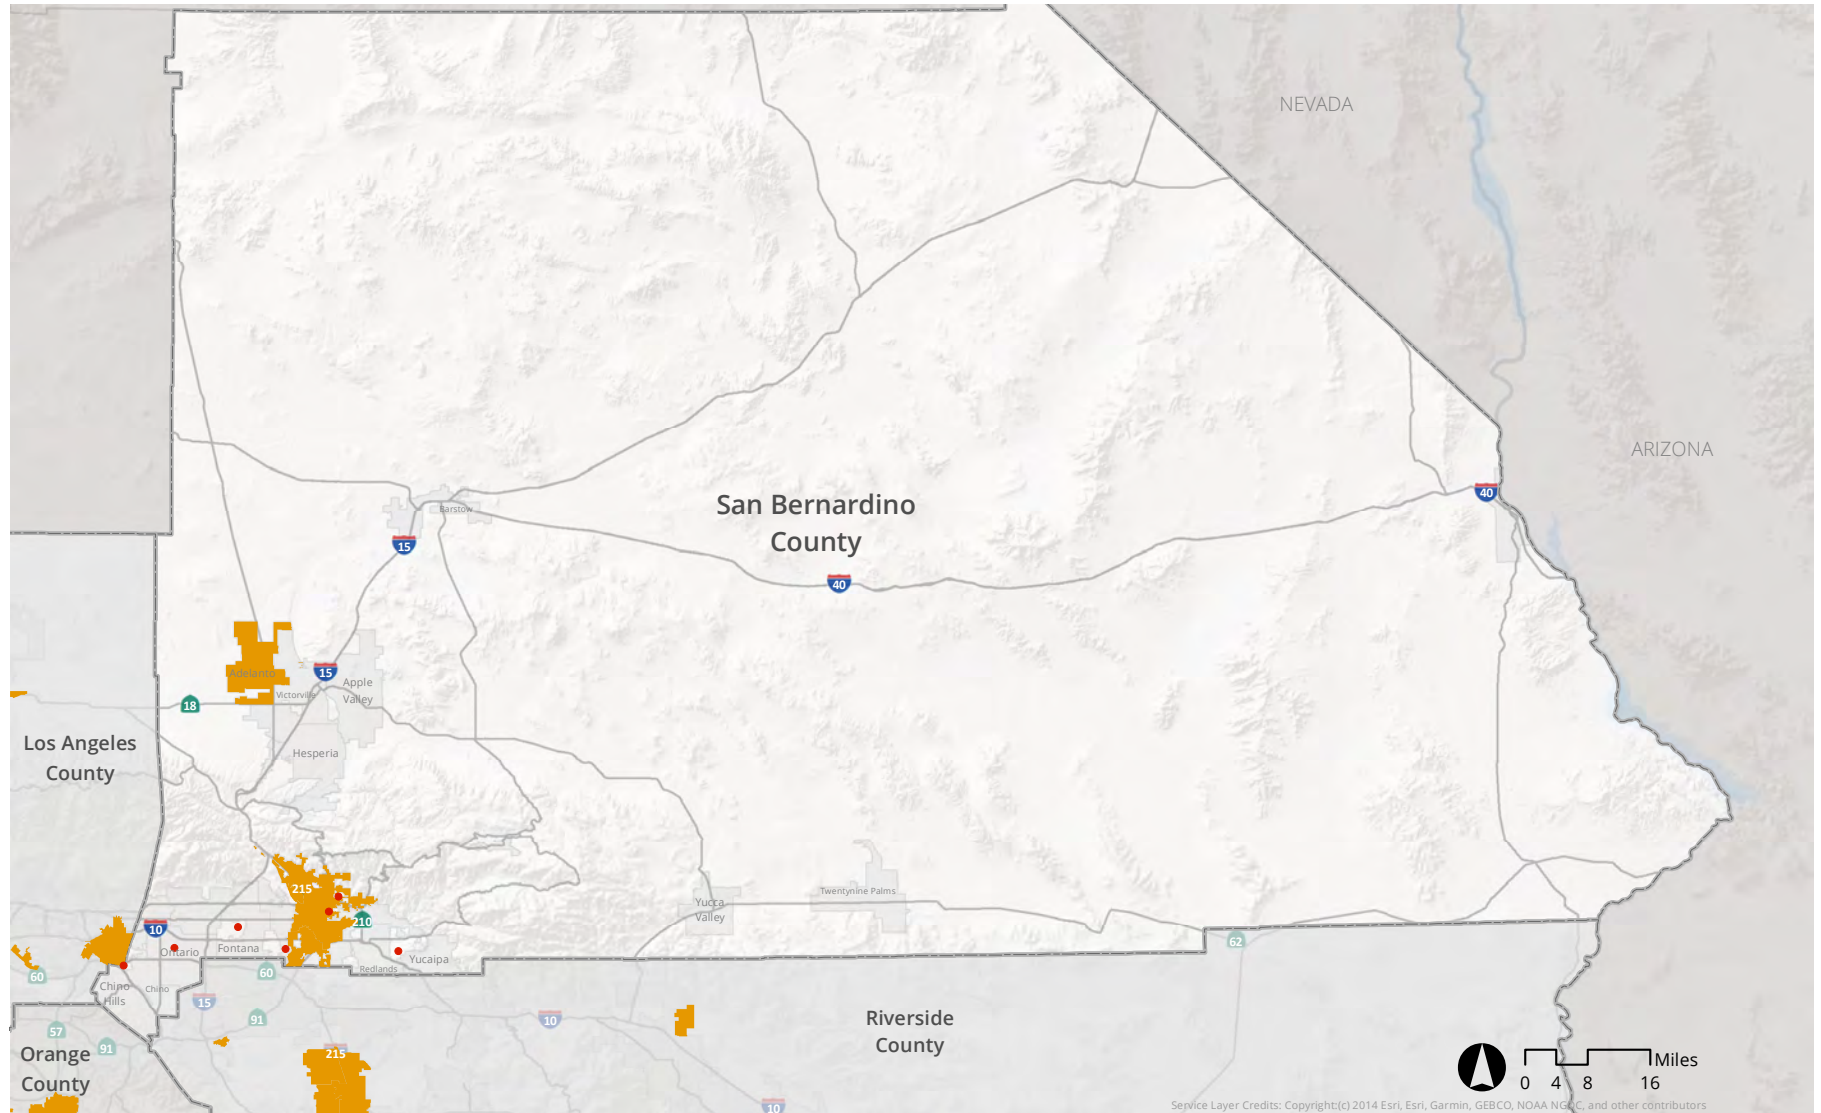 NEVADA
ARIZONA
San Bernardino
County
40
Barstow
15
40
Adelanto
15
Apple
Valley
Victorville
18
Los Angeles
County
Hesperia
215
Twentynine Palms
Yucca
Valley
210
10
Ontario
Fontana
Yucaipa
Redlands
62
60
60
Chino
Hills
Chino
15
91
10
Riverside
County
57
91
Orange
County
215
10
Miles
0 4 8 16
Service Layer Credits: Copyright:(c) 2014 Esri, Esri, Garmin, GEBCO, NOAA NGDC, and other contributors